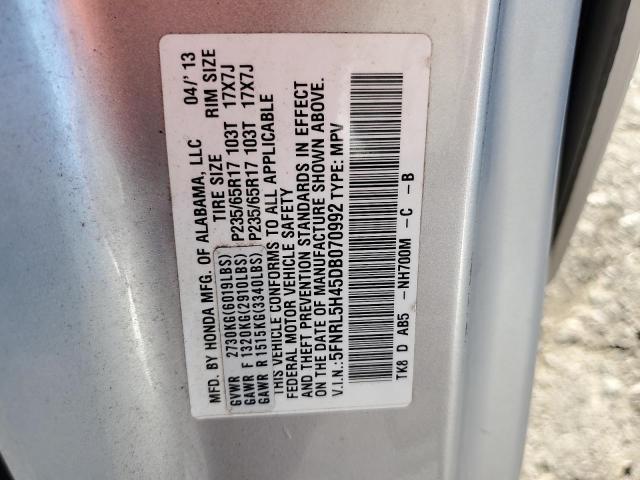 MFD. BY HONDA MFG. OF ALABAMA, LLC 04/' 13
TIRE SIZE RIM SIZE
GVWR 2730KG(6019LBS)
GAWR F 1320KG(2910LBS) P235/65R17 103T 17X7J
GAWR R 1515KG(3340LBS) P235/65R17 103T 17X7J
THIS VEHICLE CONFORMS TO ALL APPLICABLE
FEDERAL MOTOR VEHICLE SAFETY
AND THEFT PREVENTION STANDARDS IN EFFECT
ON THE DATE OF MANUFACTURE SHOWN ABOVE.
V.I.N.:5FNRL5H45DB070992 TYPE: MPV
TK8 D AB5 - NH700M - C - B